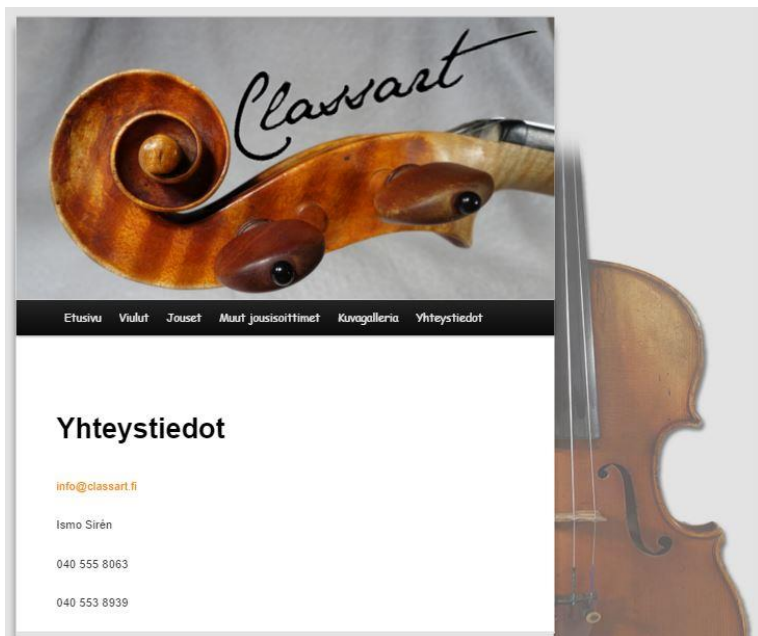 Classart
Etusivu Viulut Jouset Muut jousisoittimet Kuvagalleria Yhteystiedot
Yhteystiedot
info@classart.fi
Ismo Sirén
040 555 8063
040 553 8939